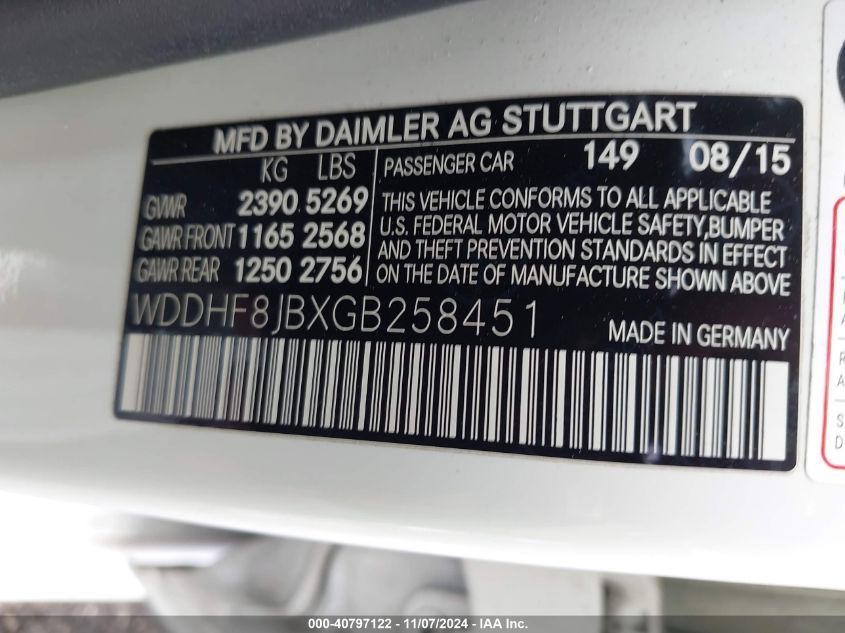 MFD BY DAIMLER AG STUTTGART
KG LBS
GVWR 2390 5269
GAWR FRONT 1165 2568
GAWR REAR 1250 2756
PASSENGER CAR 149 08/15
THIS VEHICLE CONFORMS TO ALL APPLICABLE
U.S. FEDERAL MOTOR VEHICLE SAFETY,BUMPER
AND THEFT PREVENTION STANDARDS IN EFFECT
ON THE DATE OF MANUFACTURE SHOWN ABOVE
WDDHF8JBXGB258451
MADE IN GERMANY
000-40797122 - 11/07/2024 - IAA Inc.